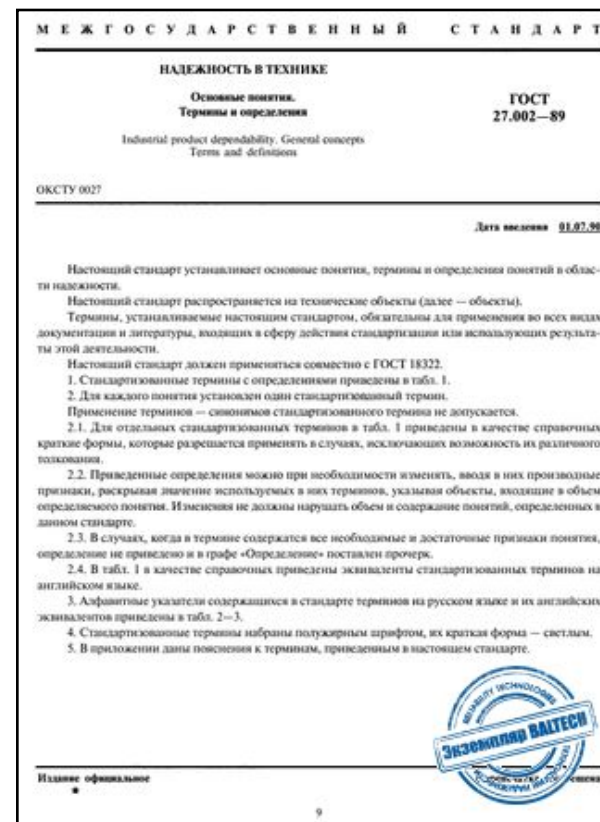 МЕЖГОСУДАРСТВЕННЫЙ СТАНДАРТ
НАДЕЖНОСТЬ В ТЕХНИКЕ
Основные понятия.
Термины и определения
ГОСТ
27.002—89
Industrial product dependability. General concepts
Terms and definitions
ОКСТУ 0027
Дата введения 01.07.90
Настоящий стандарт устанавливает основные понятия, термины и определения понятий в облас-
ти надежности.
Настоящий стандарт распространяется на технические объекты (далее — объекты).
Термины, устанавливаемые настоящим стандартом, обязательны для применения во всех видах
документации и литературы, входящих в сферу действия стандартизации или использующих результа-
ты этой деятельности.
Настоящий стандарт должен применяться совместно с ГОСТ 18322.
1. Стандартизованные термины с определениями приведены в табл. 1.
2. Для каждого понятия установлен один стандартизованный термин.
Применение терминов — синонимов стандартизованного термина не допускается.
2.1. Для отдельных стандартизованных терминов в табл. 1 приведены в качестве справочных
краткие формы, которые разрешается применять в случаях, исключающих возможность их различного
толкования.
2.2. Приведенные определения можно при необходимости изменять, вводя в них производные
признаки, раскрывая значение используемых в них терминов, указывая объекты, входящие в объем
определяемого понятия. Изменения не должны нарушать объем и содержание понятий, определенных в
данном стандарте.
2.3. В случаях, когда в термине содержатся все необходимые и достаточные признаки понятия,
определение не приведено и в графе «Определение» поставлен прочерк.
2.4. В табл. 1 в качестве справочных приведены эквиваленты стандартизованных терминов на
английском языке.
3. Алфавитные указатели содержащихся в стандарте терминов на русском языке и их английских
эквивалентов приведены в табл. 2—3.
4. Стандартизованные термины набраны полужирным шрифтом, их краткая форма — светлым.
5. В приложении даны пояснения к терминам, приведенным в настоящем стандарте.
RELIABILITY TECHNOLOGIES
Экземпляр BALTECH
Издание официальное
9